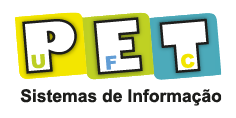 PET
UFC
Sistemas de Informação